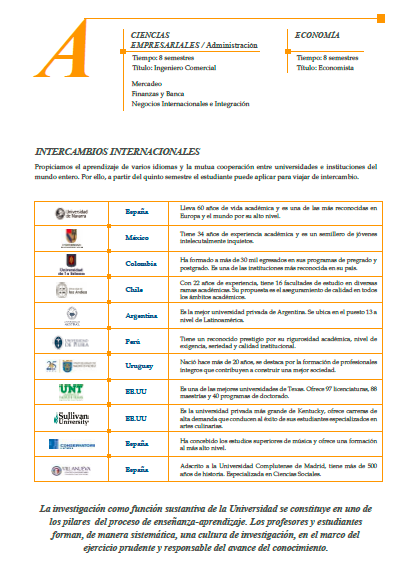 A
CIENCIAS
EMPRESARIALES / Administración
Tiempo: 8 semestres
Título: Ingeniero Comercial
Mercadeo
Finanzas y Banca
Negocios Internacionales e Integración
ECONOMÍA
Tiempo: 8 semestres
Título: Economista
INTERCAMBIOS INTERNACIONALES
Propiciamos el aprendizaje de varios idiomas y la mutua cooperación entre universidades e instituciones del
mundo entero. Por ello, a partir del quinto semestre el estudiante puede aplicar para viajar de intercambio.
Universidad
de Navarra
España
Lleva 60 años de vida académica y es una de las más reconocidas en
Europa y el mundo por su alto nivel.
México
Tiene 34 años de experiencia académica y es un semillero de jóvenes
intelectualmente inquietos.
Universidad
de La Sabana
Colombia
Ha formado a más de 30 mil egresados en sus programas de pregrado y
postgrado. Es una de las instituciones más reconocida en su país.
los Andes
Chile
Con 22 años de experiencia, tiene 16 facultades de estudio en diversas
ramas académicas. Su propuesta es el aseguramiento de calidad en todos
los ámbitos académicos.
AUSTRAL
Argentina
Es la mejor universidad privada de Argentina. Se ubica en el puesto 13 a
nivel de Latinoamérica.
UNIVERSIDAD
DE PIURA
Perú
Tiene un reconocido prestigio por su rigurosidad académica, nivel de
exigencia, seriedad y calidad institucional.
25
Uruguay
Nació hace más de 20 años, se destaca por la formación de profesionales
íntegros que contribuyen a construir una mejor sociedad.
UNT
EE.UU
Es una de las mejores universidades de Texas. Ofrece 97 licenciaturas, 88
maestrías y 40 programas de doctorado.
Sullivan
University
EE.UU
Es la universidad privada más grande de Kentucky, ofrece carreras de
alta demanda que conducen al éxito de sus estudiantes especializados en
artes culinarias.
España
Ha concebido los estudios superiores de música y ofrece una formación
al más alto nivel.
VILLANUEVA
España
Adscrito a la Universidad Complutense de Madrid, tiene más de 500
años de historia. Especializada en Ciencias Sociales.
La investigación como función sustantiva de la Universidad se constituye en uno de
los pilares del proceso de enseñanza-aprendizaje. Los profesores y estudiantes
forman, de manera sistemática, una cultura de investigación, en el marco del
ejercicio prudente y responsable del avance del conocimiento.